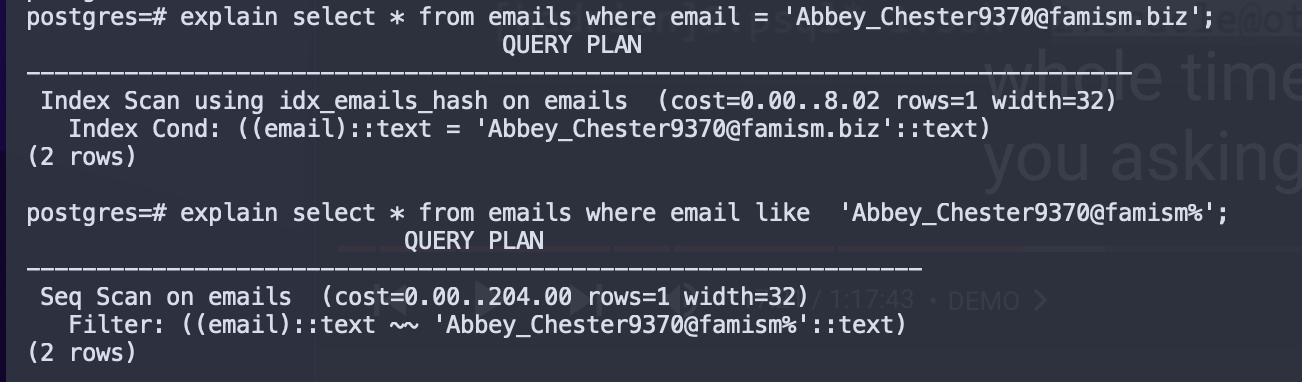 postgres=# explain select * from emails where email = 'Abbey_Chester9370@famism.biz';
QUERY PLAN
--------------------------------------------------------------------------------
Index Scan using idx_emails_hash on emails  (cost=0.00..8.02 rows=1 width=32)
Index Cond: ((email)::text = 'Abbey_Chester9370@famism.biz'::text)
(2 rows)
postgres=# explain select * from emails where email like  'Abbey_Chester9370@famism%';
QUERY PLAN
----------------------------------------------------------------
Seq Scan on emails  (cost=0.00..204.00 rows=1 width=32)
Filter: ((email)::text ~~ 'Abbey_Chester9370@famism%'::text)
(2 rows)
whole time
you asking
/ 1:17:43 • DEMO >